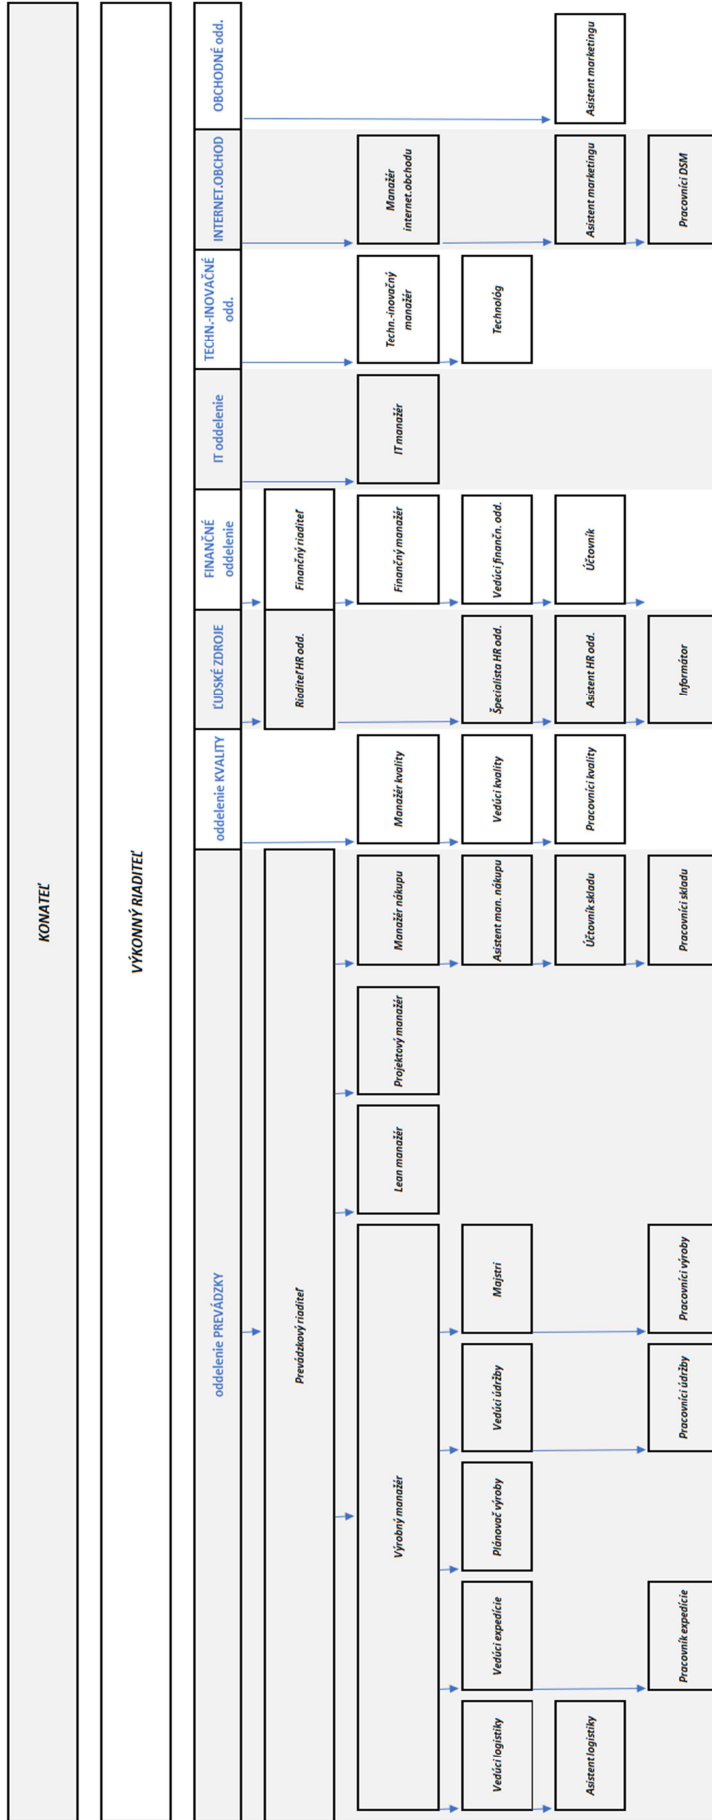 KONATEĽ
VÝKONNÝ RIADITEĽ
oddelenie PREVÁDZKY
oddelenie KVALITY
ĽUDSKÉ ZDROJE
FINANČNÉ
oddelenie
IT oddelenie
TECHN.-INOVAČNÉ
odd.
INTERNET.OBCHOD
OBCHODNÉ odd.
Prevádzkový riaditeľ
Riaditeľ HR odd.
Finančný riaditeľ
Výrobný manažér
Lean manažér
Projektový manažér
Manažér nákupu
Manažér kvality
Finančný manažér
IT manažér
Techn.-inovačný
manažér
Manažér
internet.obchodu
Vedúci logistiky
Vedúci expedície
Plánovač výroby
Vedúci údržby
Majstri
Asistent man. nákupu
Vedúci kvality
Špecialista HR odd.
Vedúci finančn. odd.
Technológ
Asistent logistiky
Účtovník skladu
Pracovníci kvality
Asistent HR odd.
Účtovník
Asistent marketingu
Asistent marketingu
Pracovník expedície
Pracovníci údržby
Pracovníci výroby
Pracovníci skladu
Informátor
Pracovníci DSM